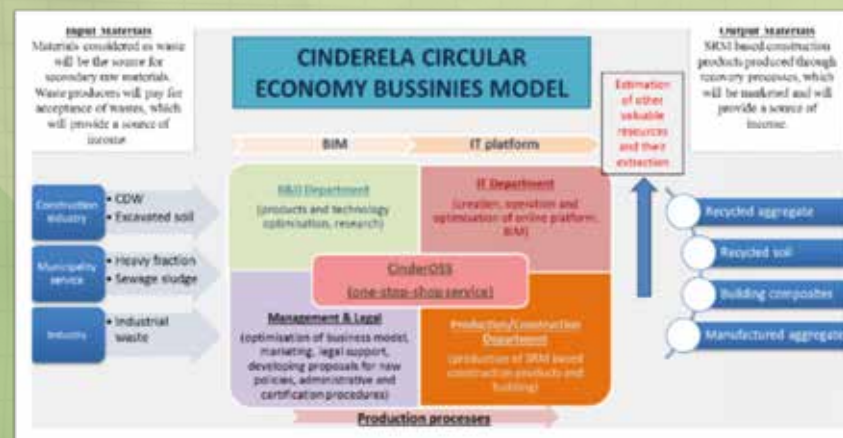 Input Materials
Materials considered as waste
will be the source for
secondary raw materials.
Waste producers will pay for
acceptance of wastes, which
will provide a source of
income
CINDERELA CIRCULAR
ECONOMY BUSSINIES MODEL
Estimation
of other
valuable
resources
and their
extraction
Output Materials
SRM based construction
products produced through
recovery processes, which
will be marketed and will
provide a source of
income.
BIM
IT platform
Construction
industry
• CDW
• Excavated soil
Municipality
service
• Heavy fraction
• Sewage sludge
Industry
• Industrial
waste
R&D Department
(products and technology
optimisation, research)
IT Department
(creation, operation and
optimisation of online platform,
BIM)
CinderOSS
(one-stop-shop service)
Management & Legal
(optimisation of business model,
marketing, legal support,
developing proposals for new
policies, administrative and
certification procedures)
Production/Construction
Department
(production of SRM based
construction products and
building)
Production processes
Recycled aggregate
Recycled soil
Building composites
Manufactured aggregate